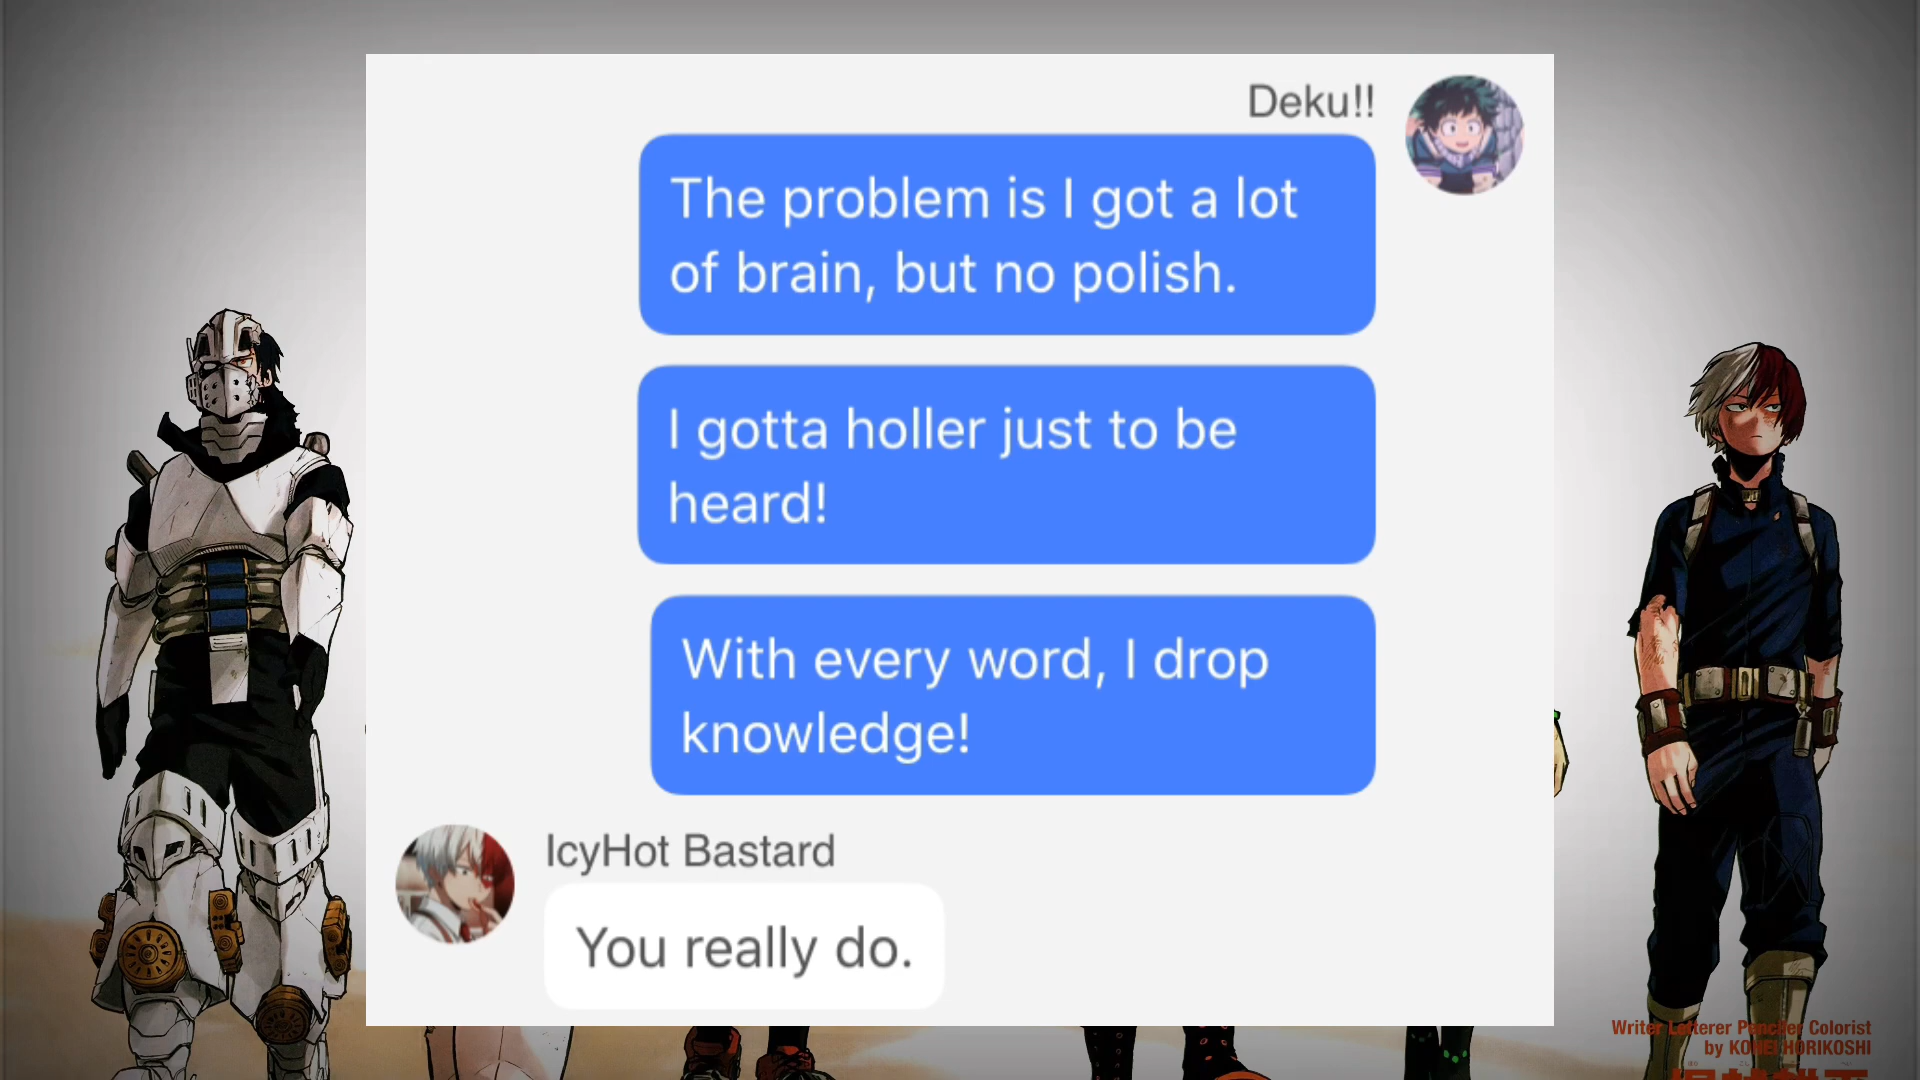 Deku!!
The problem is I got a lot
of brain, but no polish.
I gotta holler just to be
heard!
With every word, I drop
knowledge!
IcyHot Bastard
You really do.
Writer Letterer Penciller Colorist
by KOHEI HORIKOSHI